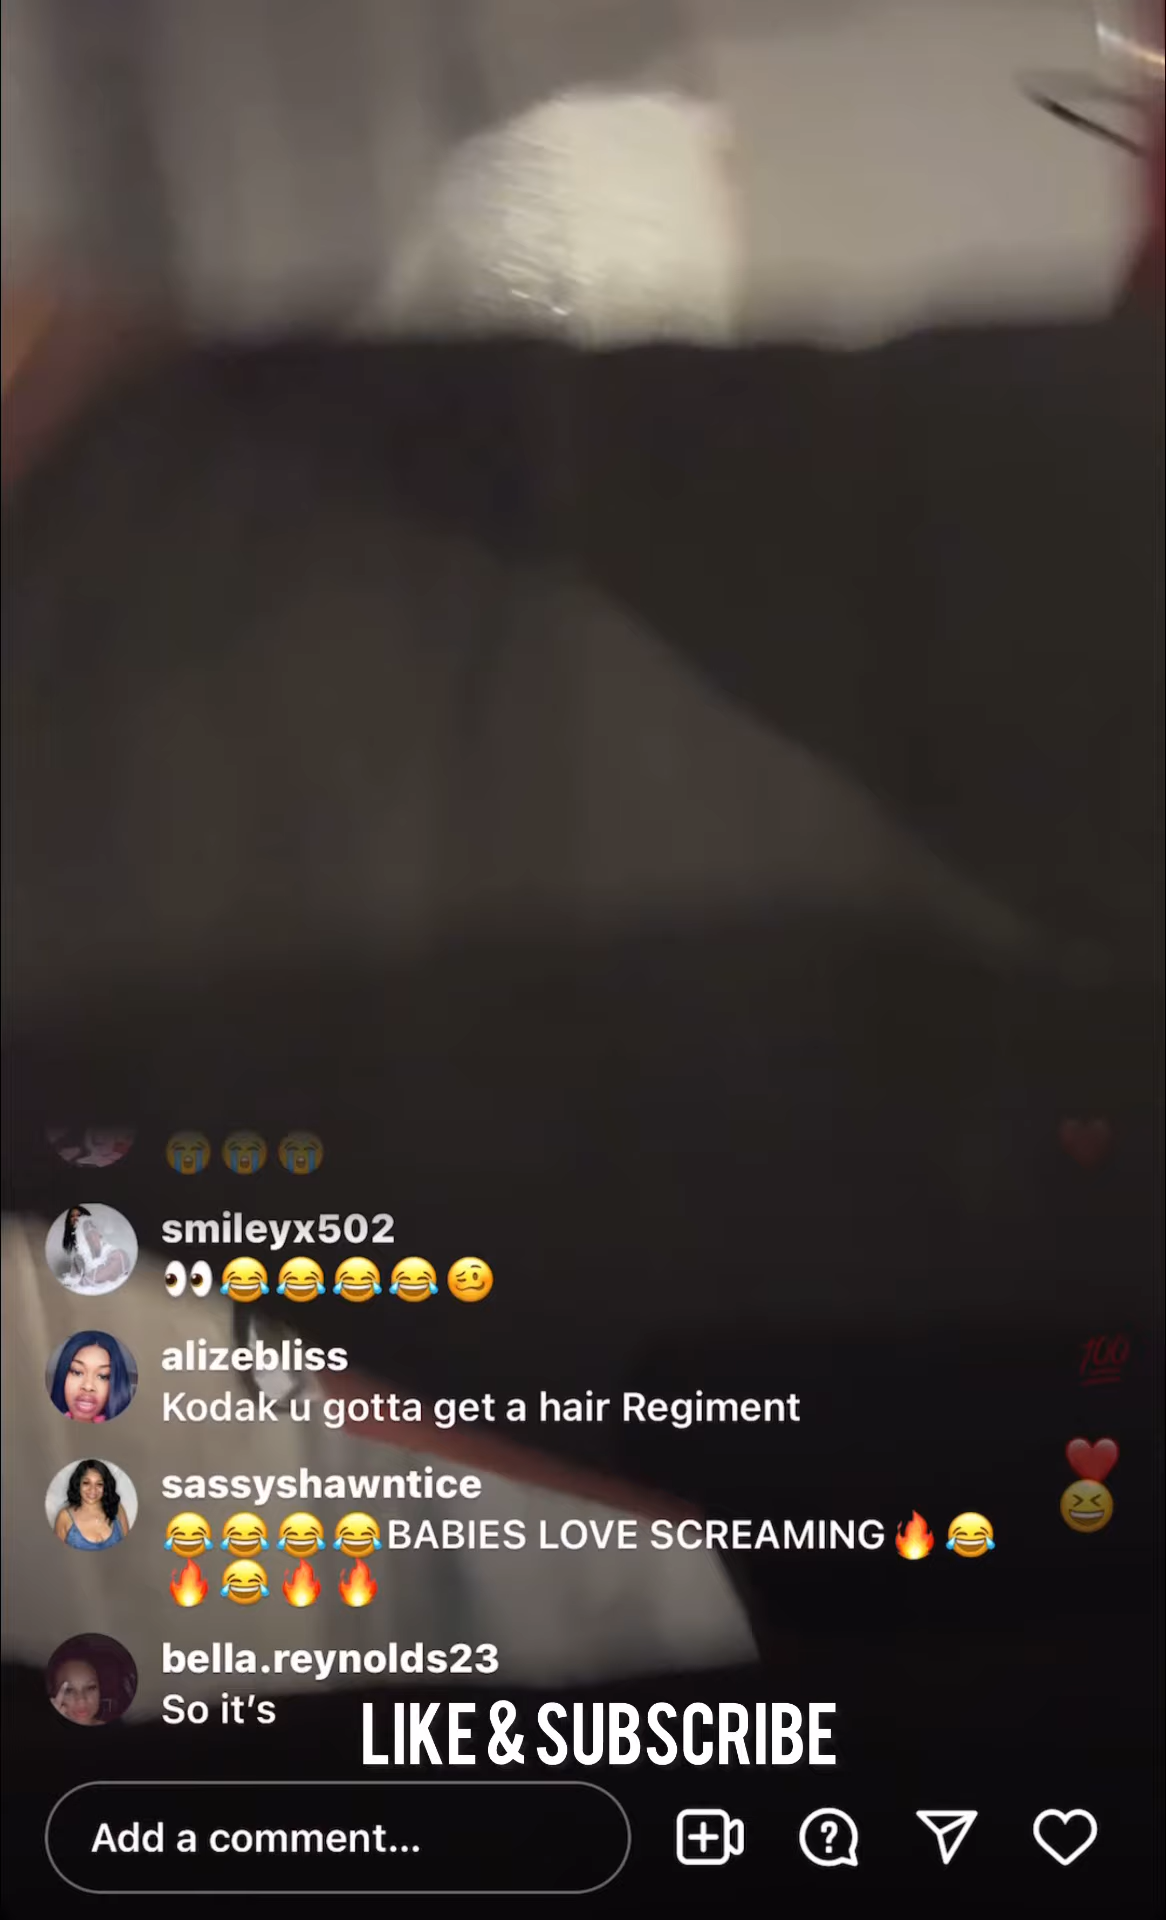 😭😭😭
smileyx502
👀😂😂😂😂🥴
alizebliss
Kodak u gotta get a hair Regiment
sassyshawntice
😂😂😂😂BABIES LOVE SCREAMING🔥😂
🔥😂🔥🔥
bella.reynolds23
So it’s
LIKE & SUBSCRIBE
Add a comment...
💯